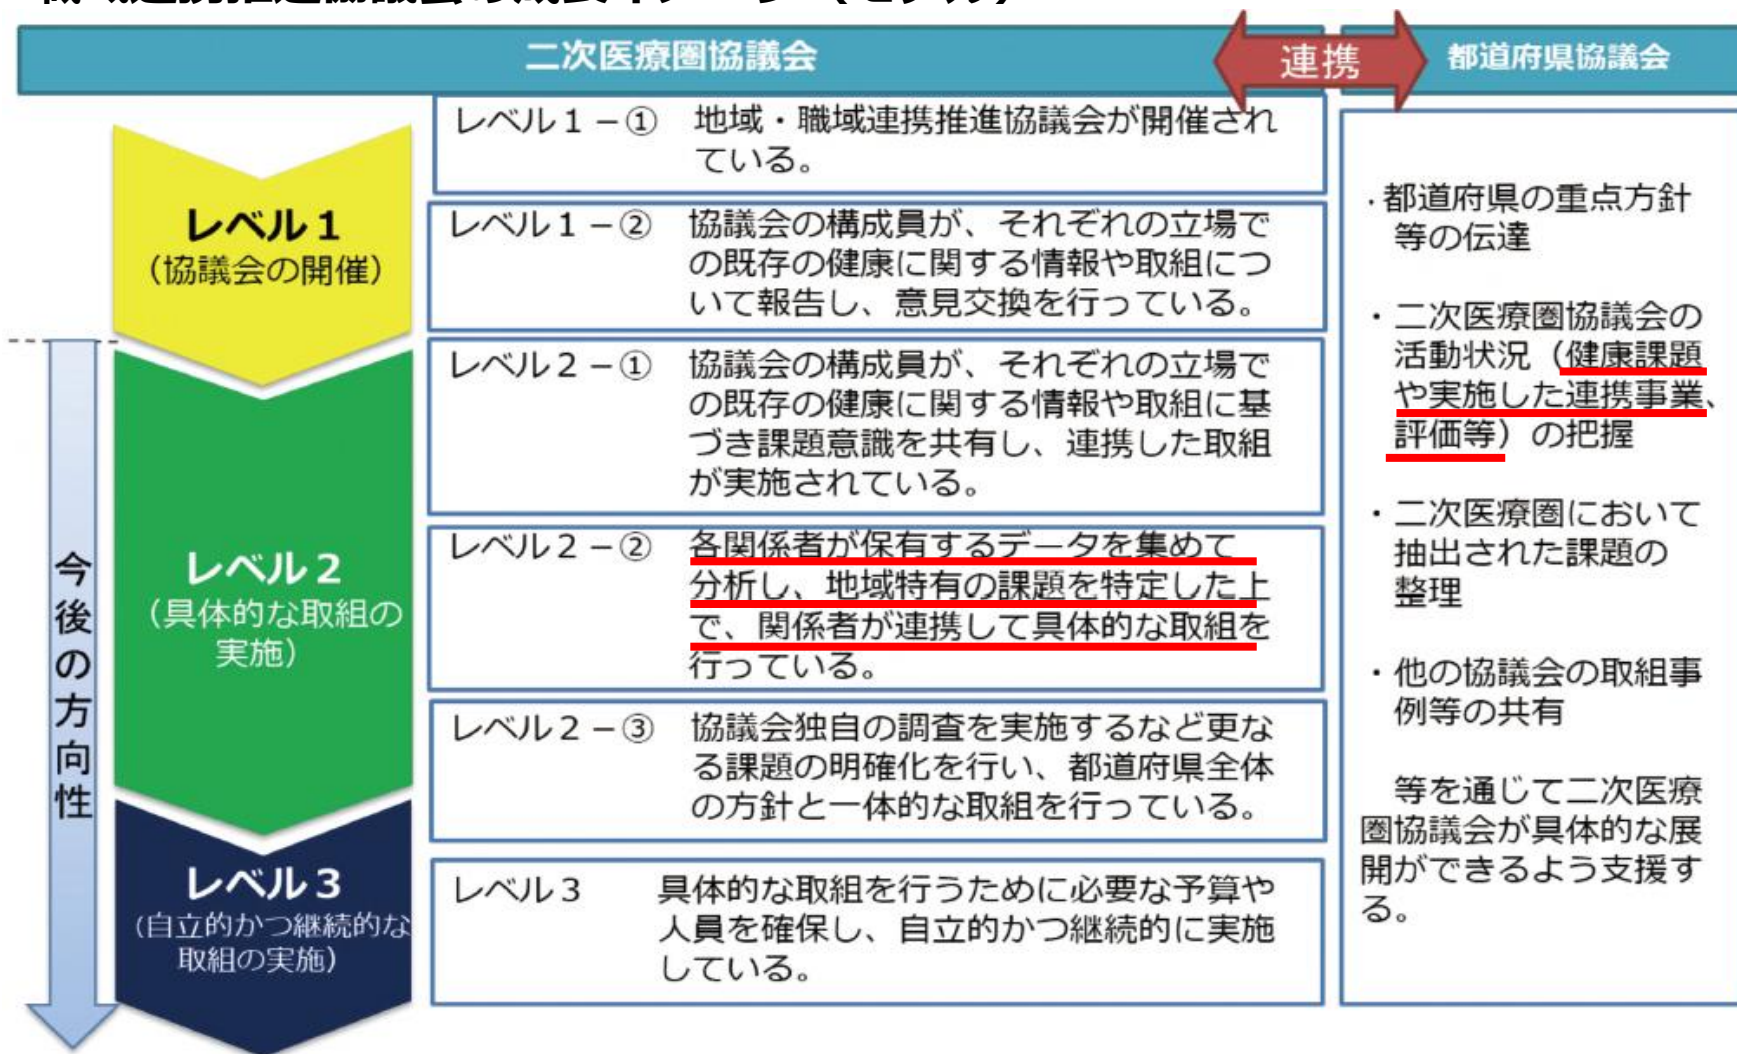 二次医療圏協議会
連携
都道府県協議会
レベル１－① 地域・職域連携推進協議会が開催され
ている。
レベル１
（協議会の開催）
レベル１－② 協議会の構成員が、それぞれの立場で
の既存の健康に関する情報や取組につ
いて報告し、意見交換を行っている。
今後の方向性
レベル２
（具体的な取組の
実施）
レベル２－① 協議会の構成員が、それぞれの立場で
の既存の健康に関する情報や取組に基
づき課題意識を共有し、連携した取組
が実施されている。
レベル２－② 各関係者が保有するデータを集めて
分析し、地域特有の課題を特定した上
で、関係者が連携して具体的な取組を
行っている。
レベル２－③ 協議会独自の調査を実施するなど更な
る課題の明確化を行い、都道府県全体
の方針と一体的な取組を行っている。
レベル３
（自立的かつ継続的な
取組の実施）
レベル３ 具体的な取組を行うために必要な予算や
人員を確保し、自立的かつ継続的に実施
している。
・都道府県の重点方針
等の伝達
・二次医療圏協議会の
活動状況（健康課題
や実施した連携事業、
評価等）の把握
・二次医療圏において
抽出された課題の
整理
・他の協議会の取組事
例等の共有
等を通じて二次医療
圏協議会が具体的な展
開ができるよう支援す
る。